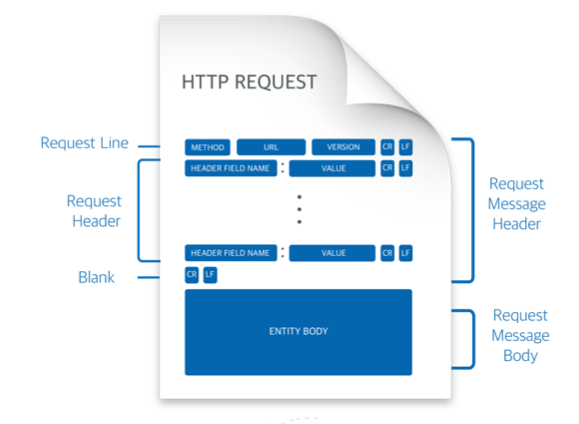 HTTP REQUEST
Request Line
METHOD URL VERSION CR LF
HEADER FIELD NAME : VALUE CR LF
Request
Header
Request
Message
Header
HEADER FIELD NAME : VALUE CR LF
Blank
CR LF
ENTITY BODY
Request
Message
Body